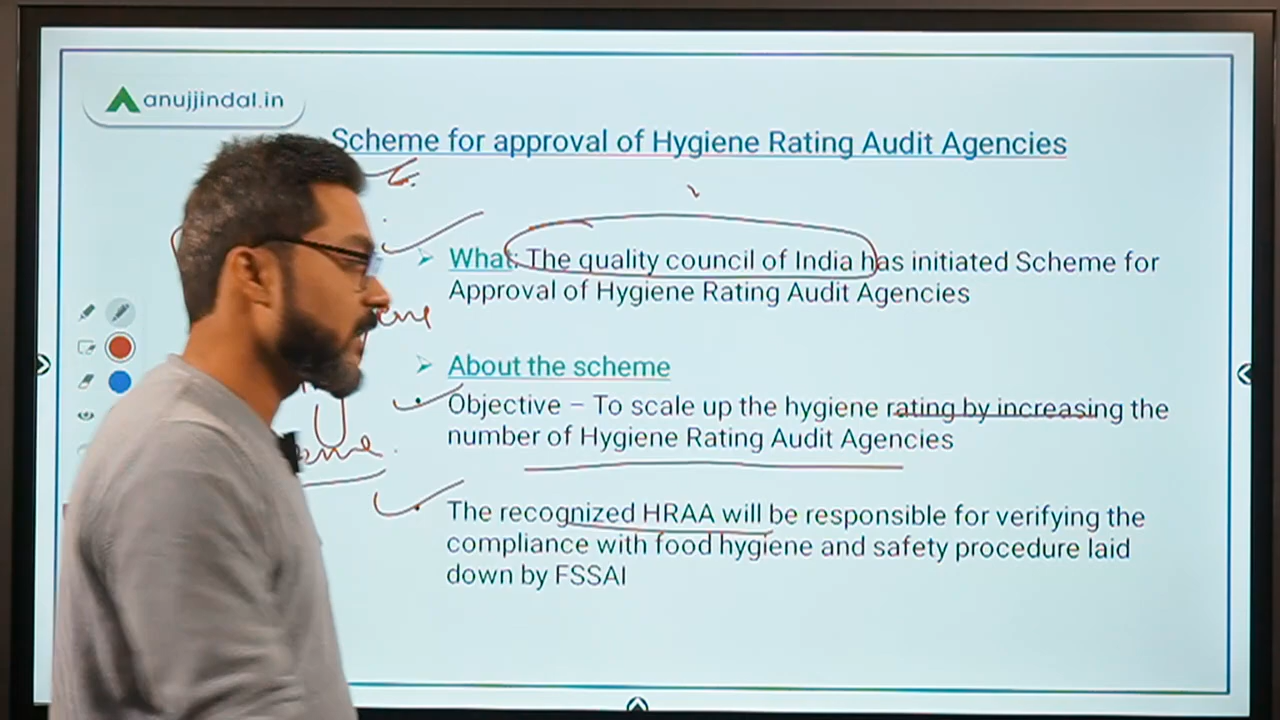 anujjindal.in
Scheme for approval of Hygiene Rating Audit Agencies
What: The quality council of India has initiated Scheme for
Approval of Hygiene Rating Audit Agencies
About the scheme
Objective – To scale up the hygiene rating by increasing the
number of Hygiene Rating Audit Agencies
The recognized HRAA will be responsible for verifying the
compliance with food hygiene and safety procedure laid
down by FSSAI